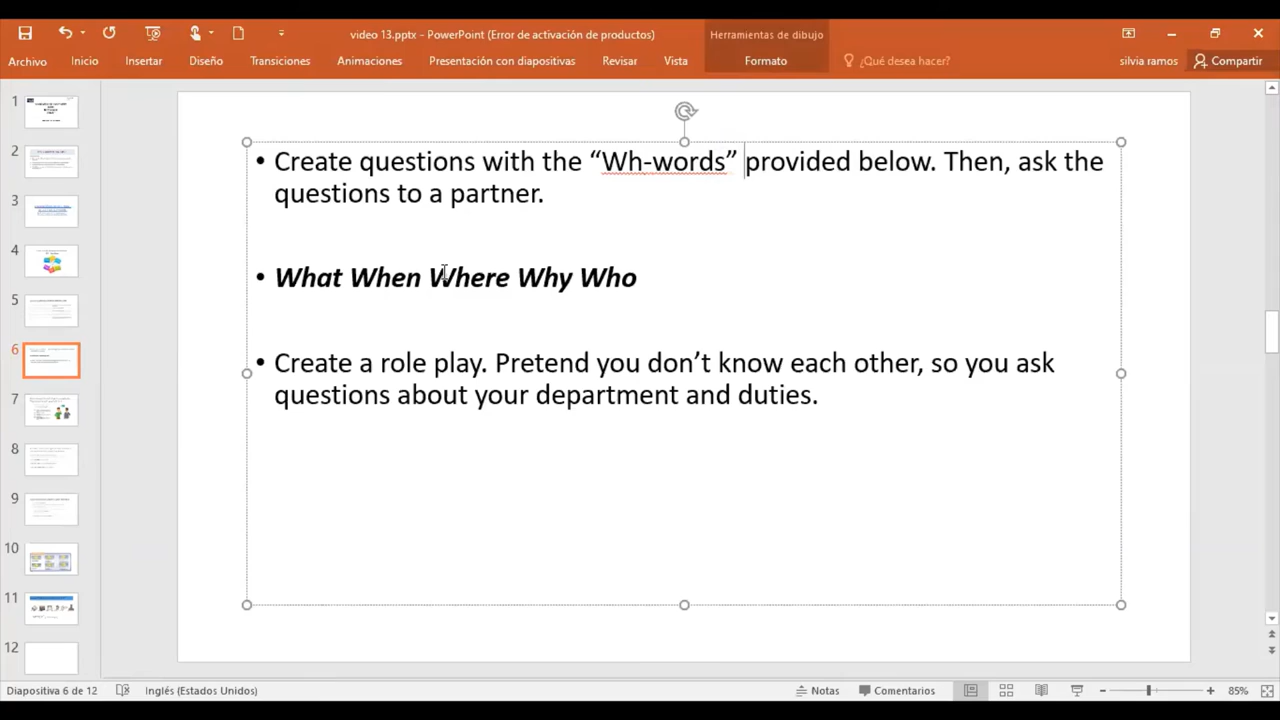 video 13.pptx - PowerPoint (Error de activación de productos)
Herramientas de dibujo
Archivo Inicio Insertar Diseño Transiciones Animaciones Presentación con diapositivas Revisar Vista Formato ¿Qué desea hacer? silvia ramos Compartir
1
2
3
4
5
6
7
8
9
10
11
12
• Create questions with the “Wh-words” provided below. Then, ask the
questions to a partner.
• What When Where Why Who
• Create a role play. Pretend you don’t know each other, so you ask
questions about your department and duties.
Diapositiva 6 de 12 Inglés (Estados Unidos) Notas Comentarios 85%